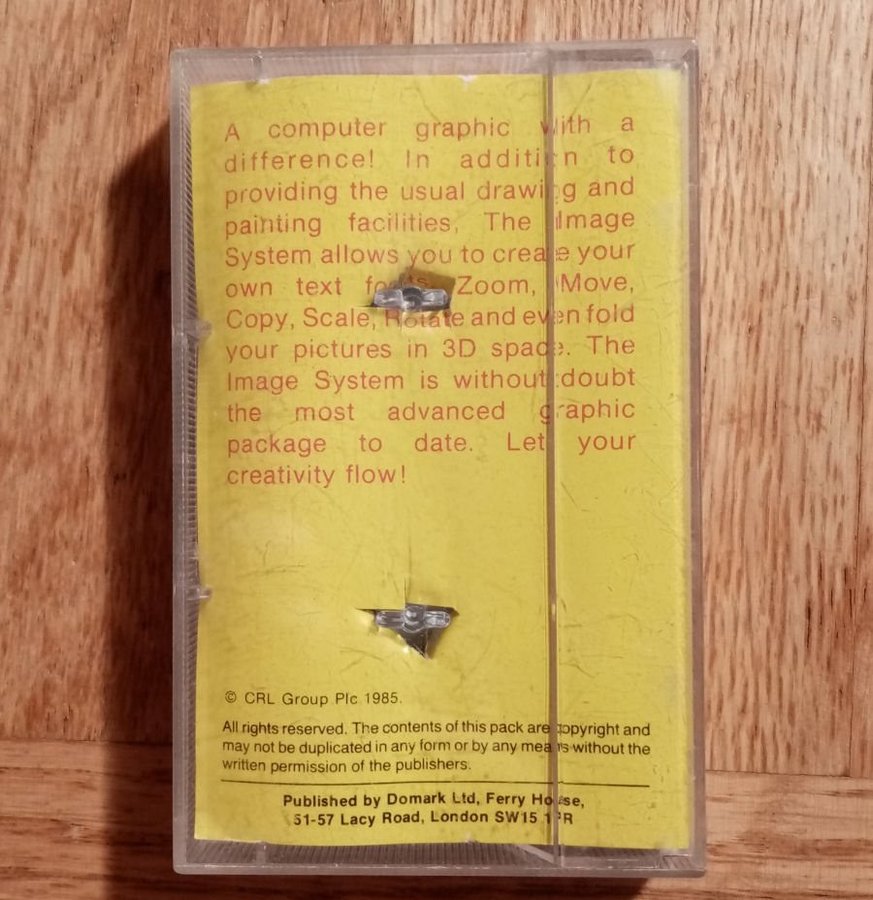 A computer graphic with a
difference! In addition to
providing the usual drawing and
painting facilities, The Image
System allows you to create your
own text fonts, Zoom, Move,
Copy, Scale, Rotate and even fold
your pictures in 3D space. The
Image System is without doubt
the most advanced graphic
package to date. Let your
creativity flow!
© CRL Group Plc 1985.
All rights reserved. The contents of this pack are copyright and
may not be duplicated in any form or by any means without the
written permission of the publishers.
Published by Domark Ltd, Ferry House,
51-57 Lacy Road, London SW15 1PR